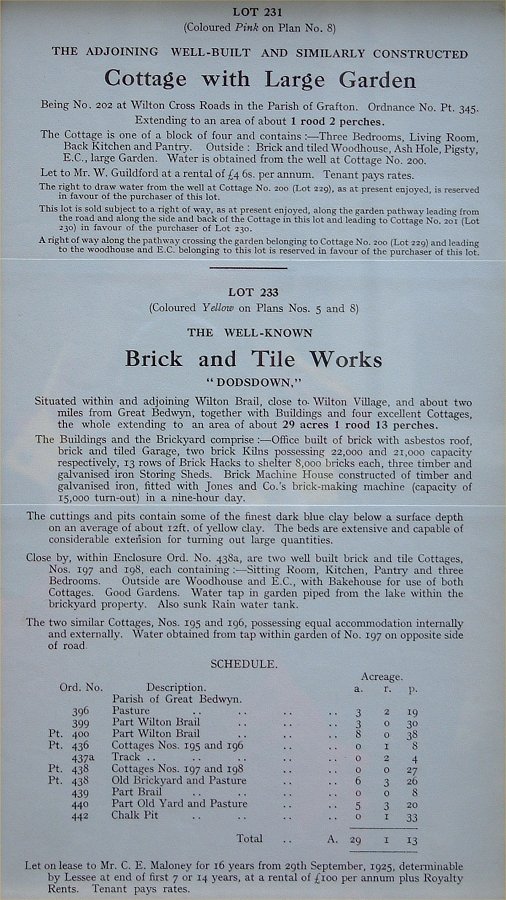 LOT 231
(Coloured Pink on Plan No. 8)
THE ADJOINING WELL-BUILT AND SIMILARLY CONSTRUCTED
Cottage with Large Garden
Being No. 202 at Wilton Cross Roads in the Parish of Grafton. Ordnance No. Pt. 345.
Extending to an area of about 1 rood 2 perches.
The Cottage is one of a block of four and contains :—Three Bedrooms, Living Room,
Back Kitchen and Pantry. Outside : Brick and tiled Woodhouse, Ash Hole, Pigsty,
E.C., large Garden. Water is obtained from the well at Cottage No. 200.
Let to Mr. W. Guildford at a rental of £4 6s. per annum. Tenant pays rates.
The right to draw water from the well at Cottage No. 200 (Lot 229), as at present enjoyed, is reserved
in favour of the purchaser of this lot.
This lot is sold subject to a right of way, as at present enjoyed, along the garden pathway leading from
the road and along the side and back of the Cottage in this lot and leading to Cottage No. 201 (Lot
230) in favour of the purchaser of Lot 230.
A right of way along the pathway crossing the garden belonging to Cottage No. 200 (Lot 229) and leading
to the woodhouse and E.C. belonging to this lot is reserved in favour of the purchaser of this lot.
LOT 233
(Coloured Yellow on Plans Nos. 5 and 8)
THE WELL-KNOWN
Brick and Tile Works
"DODSDOWN,"
Situated within and adjoining Wilton Brail, close to Wilton Village, and about two
miles from Great Bedwyn, together with Buildings and four excellent Cottages,
the whole extending to an area of about 29 acres 1 rood 13 perches.
The Buildings and the Brickyard comprise :—Office built of brick with asbestos roof,
brick and tiled Garage, two brick Kilns possessing 22,000 and 21,000 capacity
respectively, 13 rows of Brick Hacks to shelter 8,000 bricks each, three timber and
galvanised iron Storing Sheds. Brick Machine House constructed of timber and
galvanised iron, fitted with Jones and Co.'s brick-making machine (capacity of
15,000 turn-out) in a nine-hour day.
The cuttings and pits contain some of the finest dark blue clay below a surface depth
on an average of about 12ft. of yellow clay. The beds are extensive and capable of
considerable extension for turning out large quantities.
Close by, within Enclosure Ord. No. 438a, are two well built brick and tile Cottages,
Nos. 197 and 198, each containing :—Sitting Room, Kitchen, Pantry and three
Bedrooms. Outside are Woodhouse and E.C., with Bakehouse for use of both
Cottages. Good Gardens. Water tap in garden piped from the lake within the
brickyard property. Also sunk Rain water tank.
The two similar Cottages, Nos. 195 and 196, possessing equal accommodation internally
and externally. Water obtained from tap within garden of No. 197 on opposite side
of road.
SCHEDULE.
Acreage.
Ord. No. Description. a. r. p.
Parish of Great Bedwyn.
396 Pasture .. .. .. .. 3 2 19
399 Part Wilton Brail .. .. .. 3 0 30
Pt. 400 Part Wilton Brail .. .. .. 8 0 38
Pt. 436 Cottages Nos. 195 and 196 .. .. 0 1 8
437a Track .. .. .. .. .. 0 2 4
Pt. 438 Cottages Nos. 197 and 198 .. .. 0 0 27
Pt. 438 Old Brickyard and Pasture .. .. 6 3 26
439 Part Brail .. .. .. .. 0 0 8
440 Part Old Yard and Pasture .. .. 5 3 20
442 Chalk Pit .. .. .. .. 0 1 33
Total .. A. 29 1 13
Let on lease to Mr. C. E. Maloney for 16 years from 29th September, 1925, determinable
by Lessee at end of first 7 or 14 years, at a rental of £100 per annum plus Royalty
Rents. Tenant pays rates.